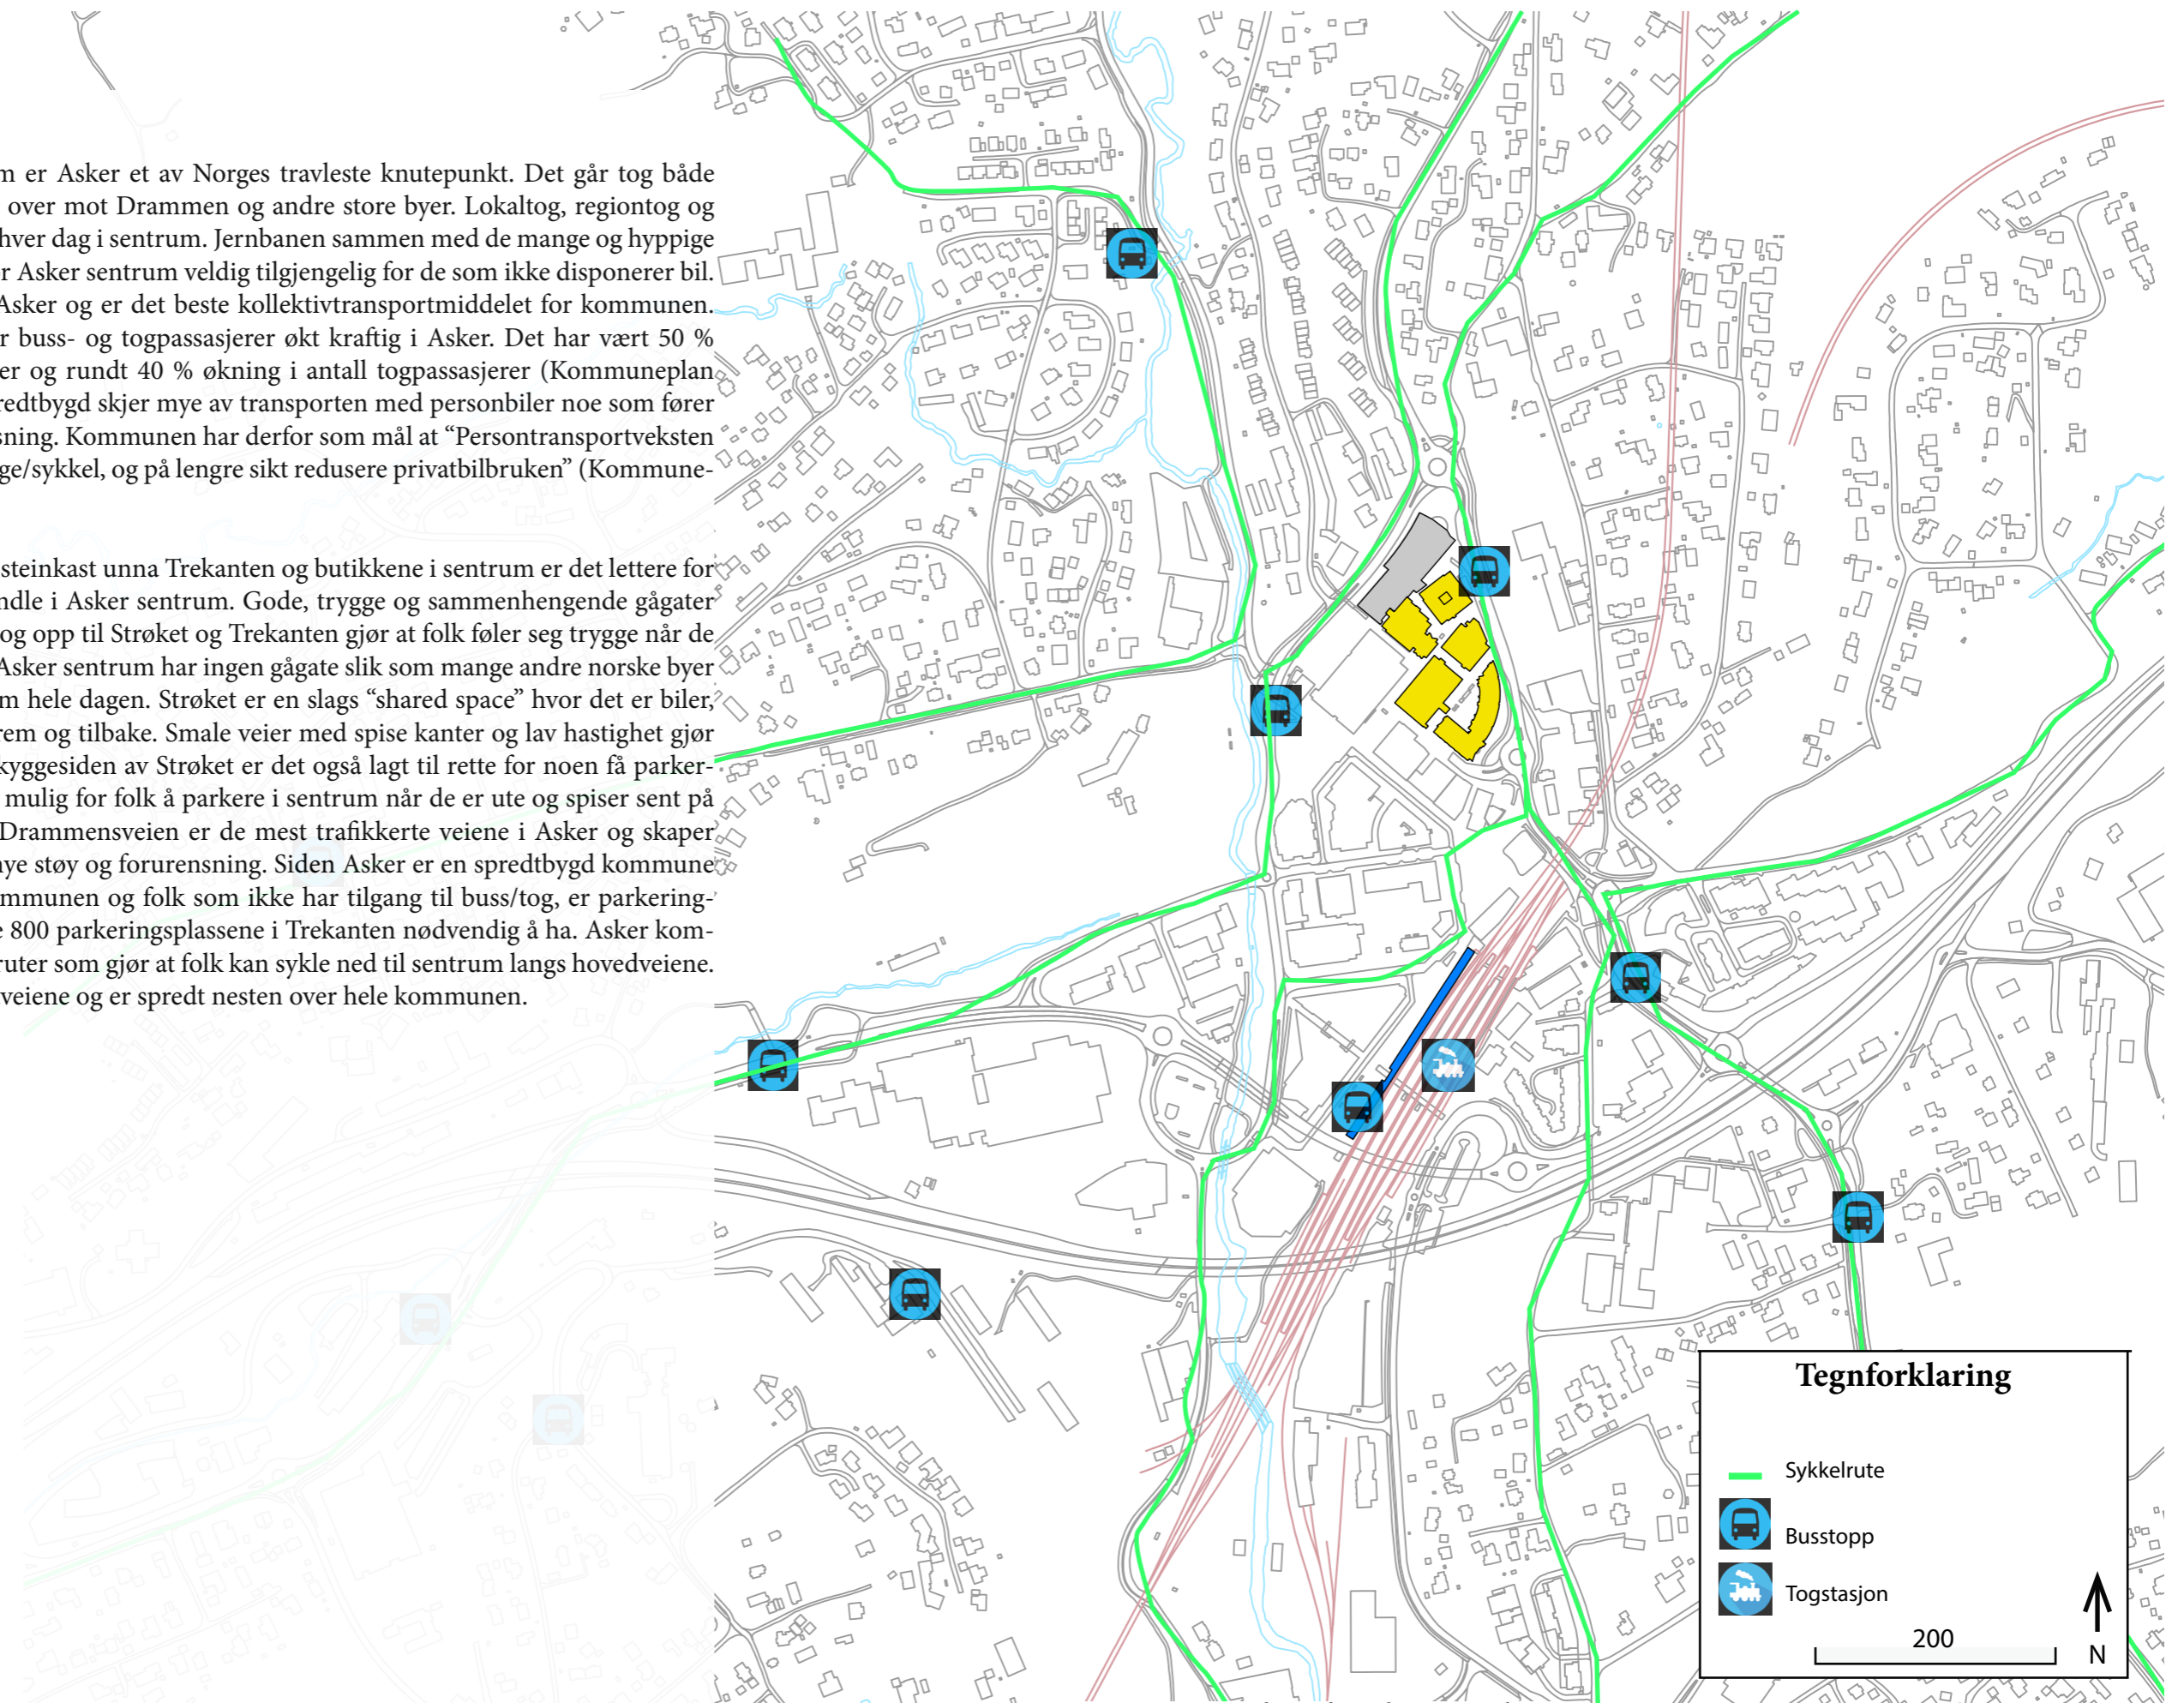 er Asker et av Norges travleste knutepunkt. Det går tog både
over mot Drammen og andre store byer. Lokaltog, regiontog og
hver dag i sentrum. Jernbanen sammen med de mange og hyppige
r Asker sentrum veldig tilgjengelig for de som ikke disponerer bil.
Asker og er det beste kollektivtransportmiddelet for kommunen.
r buss- og togpassasjerer økt kraftig i Asker. Det har vært 50 %
er og rundt 40 % økning i antall togpassasjerer (Kommuneplan
redtbygd skjer mye av transporten med personbiler noe som fører
sning. Kommunen har derfor som mål at “Persontransportveksten
ge/sykkel, og på lengre sikt redusere privatbilbruken” (Kommune-
steinkast unna Trekanten og butikkene i sentrum er det lettere for
ndle i Asker sentrum. Gode, trygge og sammenhengende gågater
og opp til Strøket og Trekanten gjør at folk føler seg trygge når de
Asker sentrum har ingen gågate slik som mange andre norske byer
m hele dagen. Strøket er en slags “shared space” hvor det er biler,
rem og tilbake. Smale veier med spise kanter og lav hastighet gjør
kyggesiden av Strøket er det også lagt til rette for noen få parker-
mulig for folk å parkere i sentrum når de er ute og spiser sent på
Drammensveien er de mest trafikkerte veiene i Asker og skaper
ye støy og forurensning. Siden Asker er en spredtbygd kommune
mmunen og folk som ikke har tilgang til buss/tog, er parkering-
e 800 parkeringsplassene i Trekanten nødvendig å ha. Asker kom-
ruter som gjør at folk kan sykle ned til sentrum langs hovedveiene.
veiene og er spredt nesten over hele kommunen.
Tegnforklaring
Sykkelrute
Busstopp
Togstasjon
200
N